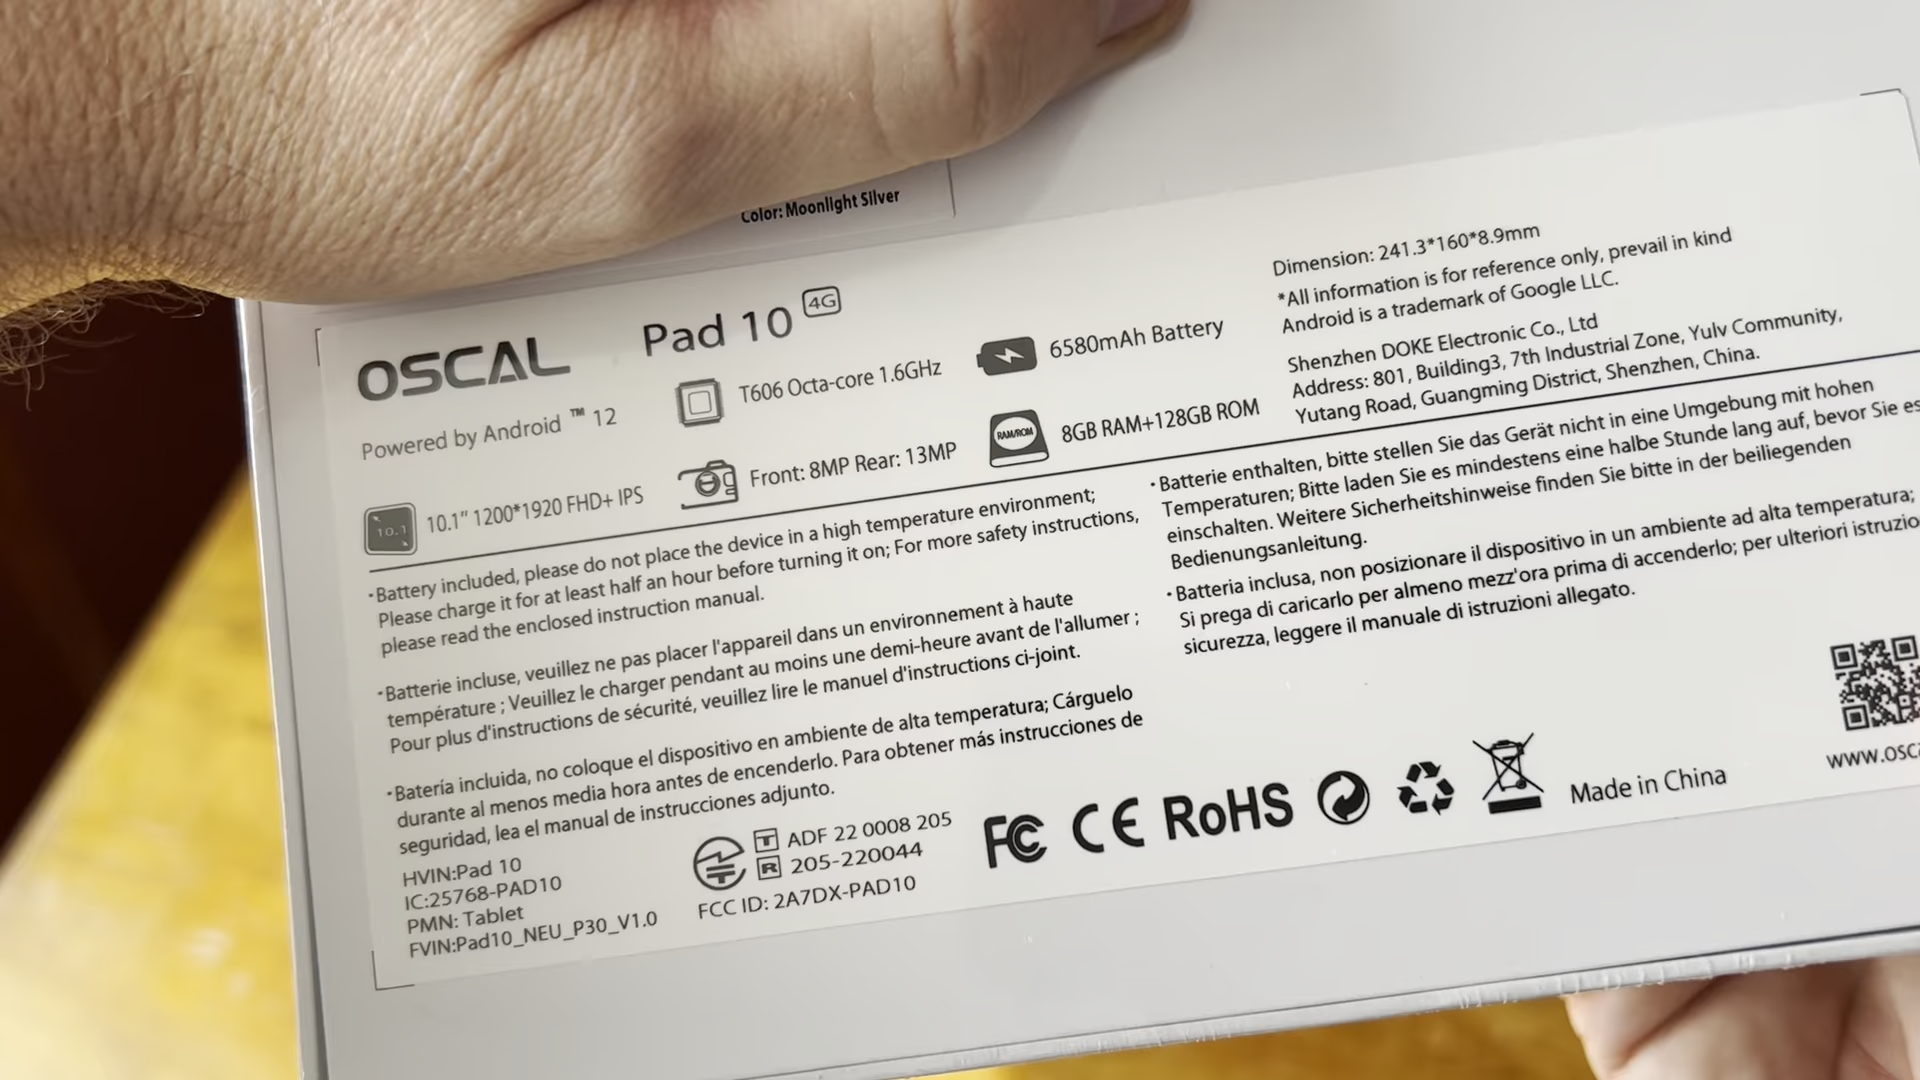 Color: Moonlight Silver
OSCAL
Powered by Android ™ 12
Pad 10 4G
T606 Octa-core 1.6GHz
6580mAh Battery
10.1
10.1" 1200*1920 FHD+ IPS
Front: 8MP Rear: 13MP
RAM/ROM
8GB RAM+128GB ROM
Dimension: 241.3*160*8.9mm
*All information is for reference only, prevail in kind
Android is a trademark of Google LLC.
Shenzhen DOKE Electronic Co., Ltd
Address: 801, Building3, 7th Industrial Zone, Yulv Community,
Yutang Road, Guangming District, Shenzhen, China.
·Battery included, please do not place the device in a high temperature environment;
Please charge it for at least half an hour before turning it on; For more safety instructions,
please read the enclosed instruction manual.
·Batterie incluse, veuillez ne pas placer l'appareil dans un environnement à haute
température ; Veuillez le charger pendant au moins une demi-heure avant de l'allumer ;
Pour plus d'instructions de sécurité, veuillez lire le manuel d'instructions ci-joint.
·Batería incluida, no coloque el dispositivo en ambiente de alta temperatura; Cárguelo
durante al menos media hora antes de encenderlo. Para obtener más instrucciones de
seguridad, lea el manual de instrucciones adjunto.
·Batterie enthalten, bitte stellen Sie das Gerät nicht in eine Umgebung mit hohen
Temperaturen; Bitte laden Sie es mindestens eine halbe Stunde lang auf, bevor Sie es
einschalten. Weitere Sicherheitshinweise finden Sie bitte in der beiliegenden
Bedienungsanleitung.
·Batteria inclusa, non posizionare il dispositivo in un ambiente ad alta temperatura;
Si prega di caricarlo per almeno mezz'ora prima di accenderlo; per ulteriori istruzio
sicurezza, leggere il manuale di istruzioni allegato.
HVIN:Pad 10
IC:25768-PAD10
PMN: Tablet
FVIN:Pad10_NEU_P30_V1.0
T ADF 22 0008 205
R 205-220044
FCC ID: 2A7DX-PAD10
FC CE RoHS
Made in China
www.osca